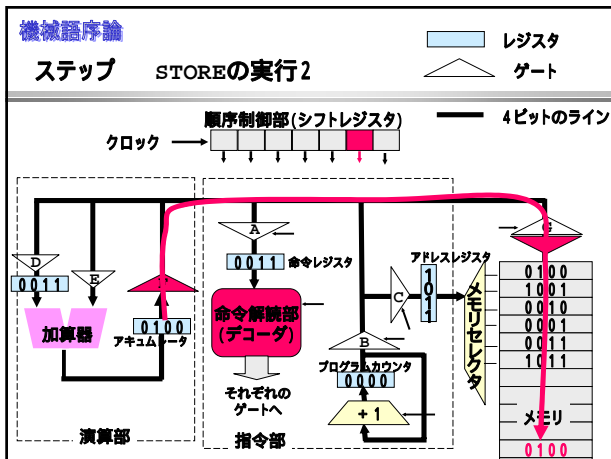 機械語序論
ステップ STOREの実行2
レジスタ
ゲート
4ビットのライン
順序制御部(シフトレジスタ)
クロック
A
G
D
E
0011
0011
命令レジスタ
アドレスレジスタ
1011
C
メモリセレクタ
0100
1001
0010
0001
0011
1011
加算器
0100
アキュムレータ
命令解読部
(デコーダ)
B
プログラムカウンタ
0000
+1
それぞれの
ゲートへ
メモリ
0100
演算部
指令部